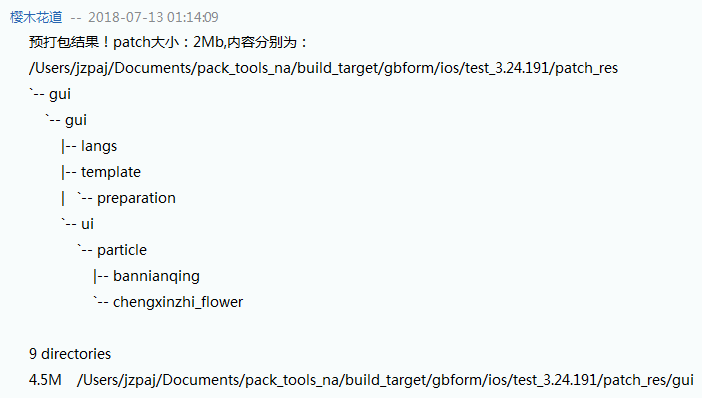 樱木花道 -- 2018-07-13 01:14:09
预打包结果！patch大小：2Mb,内容分别为：
/Users/jzpaj/Documents/pack_tools_na/build_target/gbform/ios/test_3.24.191/patch_res
`-- gui
    `-- gui
        |-- langs
        |-- template
        |   `-- preparation
        `-- ui
            `-- particle
                |-- bannianqing
                `-- chengxinzhi_flower
9 directories
4.5M    /Users/jzpaj/Documents/pack_tools_na/build_target/gbform/ios/test_3.24.191/patch_res/gui